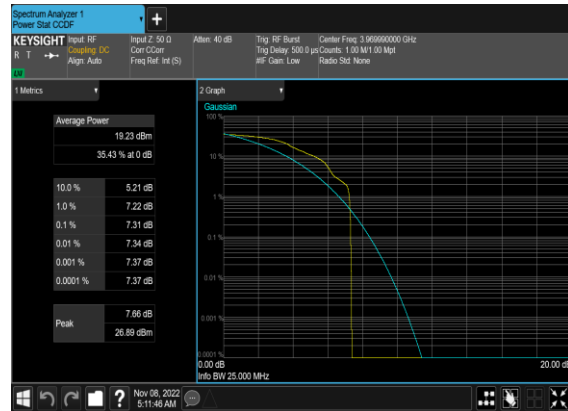 Spectrum Analyzer 1
Power Stat CCDF
KEYSIGHT
R T
LV
Input: RF
Coupling: DC
Align: Auto
Input Z: 50 Ω
Corr CCorr
Freq Ref: Int (S)
Atten: 40 dB
Trig: RF Burst
Trig Delay: 500.0 µs
#IF Gain: Low
Center Freq: 3.969990000 GHz
Counts: 1.00 M/1.00 Mpt
Radio Std: None
1 Metrics
Average Power
19.23 dBm
35.43 % at 0 dB
10.0 % 5.21 dB
1.0 % 7.22 dB
0.1 % 7.31 dB
0.01 % 7.34 dB
0.001 % 7.37 dB
0.0001 % 7.37 dB
Peak
7.66 dB
26.89 dBm
2 Graph
Gaussian
100 %
10 %
1 %
0.1 %
0.01 %
0.001 %
0.0001 %
0.00 dB
20.00 dB
Info BW 25.000 MHz
Nov 08, 2022
5:11:46 AM